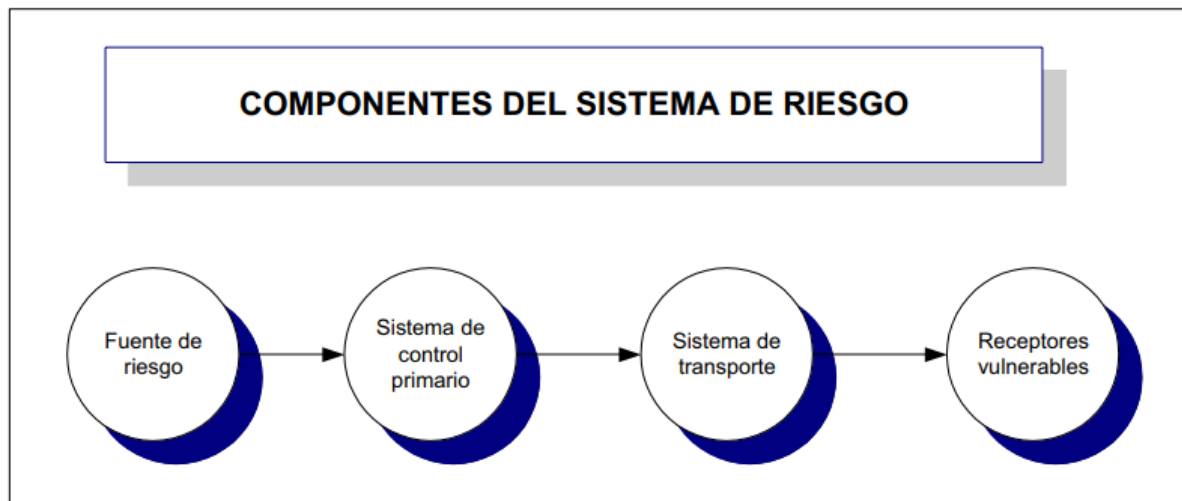 COMPONENTES DEL SISTEMA DE RIESGO
Fuente de
riesgo
Sistema de
control
primario
Sistema de
transporte
Receptores
vulnerables